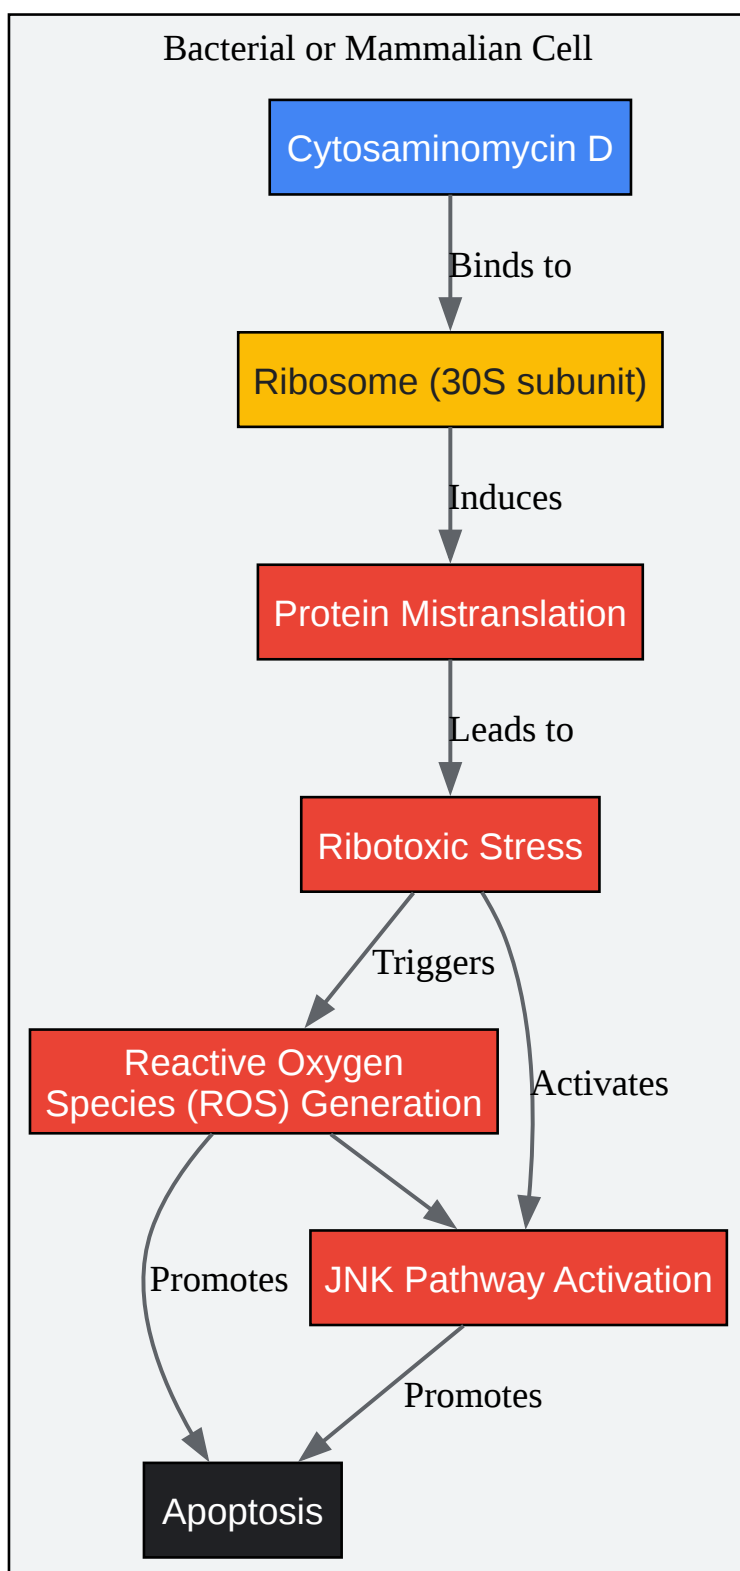 Bacterial or Mammalian Cell
Cytosaminomycin D
Binds to
Ribosome (30S subunit)
Induces
Protein Mistranslation
Leads to
Ribotoxic Stress
Triggers
Reactive Oxygen
Species (ROS) Generation
Activates
JNK Pathway Activation
Promotes
Promotes
Apoptosis